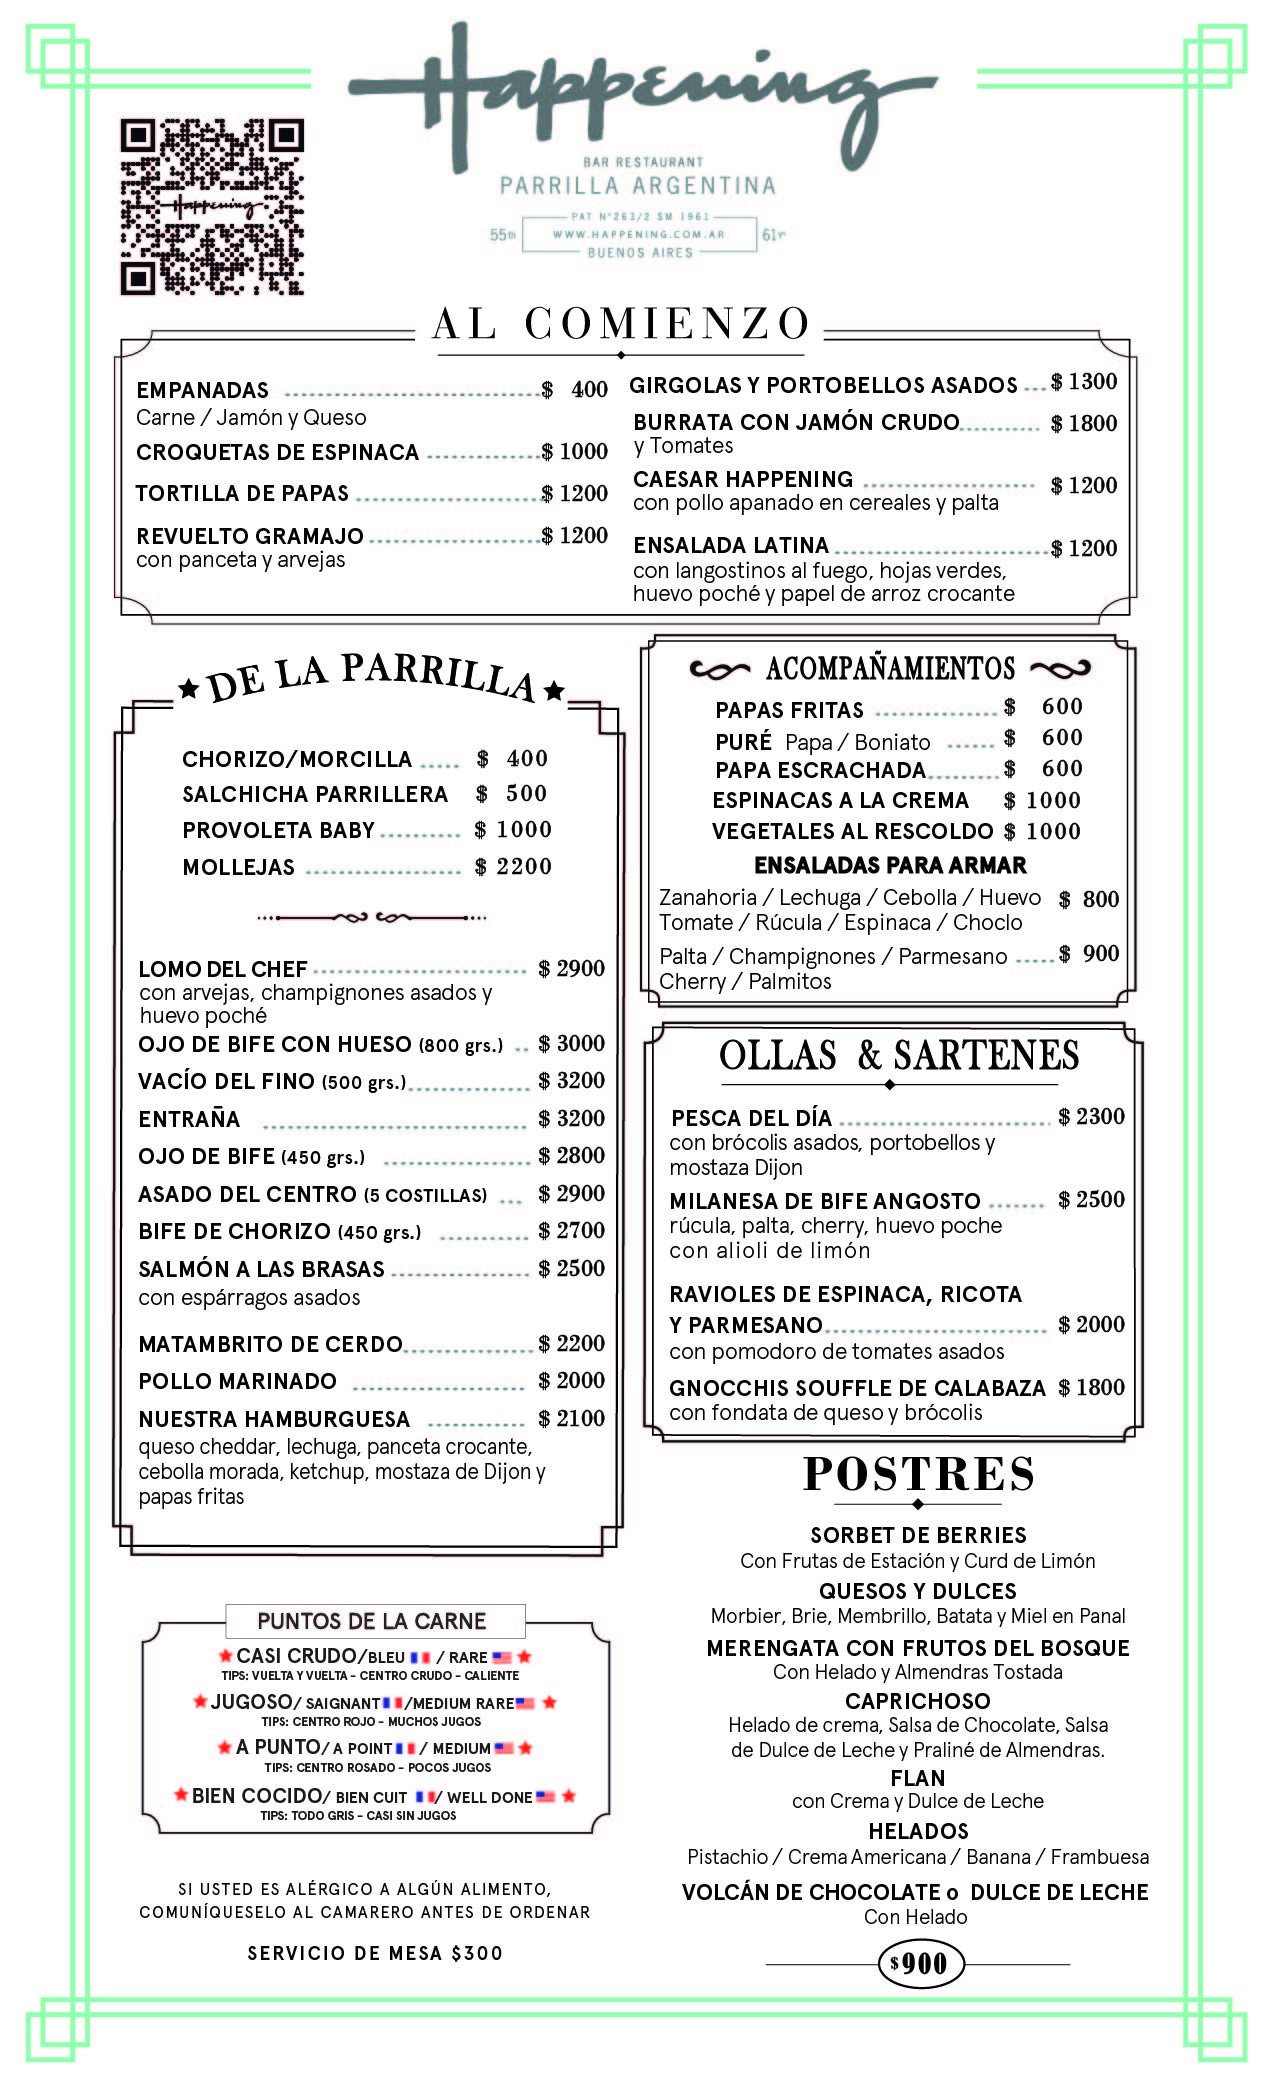 Happening
BAR RESTAURANT
PARRILLA ARGENTINA
PAT N°263/2 SM 1961
55th WWW.HAPPENING.COM.AR 61yr
BUENOS AIRES
Happening
AL COMIENZO
EMPANADAS $ 400
Carne / Jamón y Queso
CROQUETAS DE ESPINACA $ 1000
TORTILLA DE PAPAS $ 1200
REVUELTO GRAMAJO $ 1200
con panceta y arvejas
GIRGOLAS Y PORTOBELLOS ASADOS $ 1300
BURRATA CON JAMÓN CRUDO $ 1800
y Tomates
CAESAR HAPPENING $ 1200
con pollo apanado en cereales y palta
ENSALADA LATINA $ 1200
con langostinos al fuego, hojas verdes,
huevo poché y papel de arroz crocante
DE LA PARRILLA
CHORIZO/MORCILLA $ 400
SALCHICHA PARRILLERA $ 500
PROVOLETA BABY $ 1000
MOLLEJAS $ 2200
LOMO DEL CHEF $ 2900
con arvejas, champignones asados y
huevo poché
OJO DE BIFE CON HUESO (800 grs.) $ 3000
VACÍO DEL FINO (500 grs.) $ 3200
ENTRAÑA $ 3200
OJO DE BIFE (450 grs.) $ 2800
ASADO DEL CENTRO (5 COSTILLAS) $ 2900
BIFE DE CHORIZO (450 grs.) $ 2700
SALMÓN A LAS BRASAS $ 2500
con espárragos asados
MATAMBRITO DE CERDO $ 2200
POLLO MARINADO $ 2000
NUESTRA HAMBURGUESA $ 2100
queso cheddar, lechuga, panceta crocante,
cebolla morada, ketchup, mostaza de Dijon y
papas fritas
ACOMPAÑAMIENTOS
PAPAS FRITAS $ 600
PURÉ Papa / Boniato $ 600
PAPA ESCRACHADA $ 600
ESPINACAS A LA CREMA $ 1000
VEGETALES AL RESCOLDO $ 1000
ENSALADAS PARA ARMAR
Zanahoria / Lechuga / Cebolla / Huevo $ 800
Tomate / Rúcula / Espinaca / Choclo
Palta / Champignones / Parmesano $ 900
Cherry / Palmitos
OLLAS & SARTENES
PESCA DEL DÍA $ 2300
con brócolis asados, portobellos y
mostaza Dijon
MILANESA DE BIFE ANGOSTO $ 2500
rúcula, palta, cherry, huevo poche
con alioli de limón
RAVIOLES DE ESPINACA, RICOTA
Y PARMESANO $ 2000
con pomodoro de tomates asados
GNOCCHIS SOUFFLE DE CALABAZA $ 1800
con fondata de queso y brócolis
POSTRES
SORBET DE BERRIES
Con Frutas de Estación y Curd de Limón
QUESOS Y DULCES
Morbier, Brie, Membrillo, Batata y Miel en Panal
MERENGATA CON FRUTOS DEL BOSQUE
Con Helado y Almendras Tostada
CAPRICHOSO
Helado de crema, Salsa de Chocolate, Salsa
de Dulce de Leche y Praliné de Almendras.
FLAN
con Crema y Dulce de Leche
HELADOS
Pistachio / Crema Americana / Banana / Frambuesa
VOLCÁN DE CHOCOLATE o DULCE DE LECHE
Con Helado
$900
PUNTOS DE LA CARNE
CASI CRUDO/BLEU / RARE
TIPS: VUELTA Y VUELTA - CENTRO CRUDO - CALIENTE
JUGOSO/ SAIGNANT /MEDIUM RARE
TIPS: CENTRO ROJO - MUCHOS JUGOS
A PUNTO/ A POINT / MEDIUM
TIPS: CENTRO ROSADO - POCOS JUGOS
BIEN COCIDO/ BIEN CUIT / WELL DONE
TIPS: TODO GRIS - CASI SIN JUGOS
SI USTED ES ALÉRGICO A ALGÚN ALIMENTO,
COMUNÍQUESELO AL CAMARERO ANTES DE ORDENAR
SERVICIO DE MESA $300